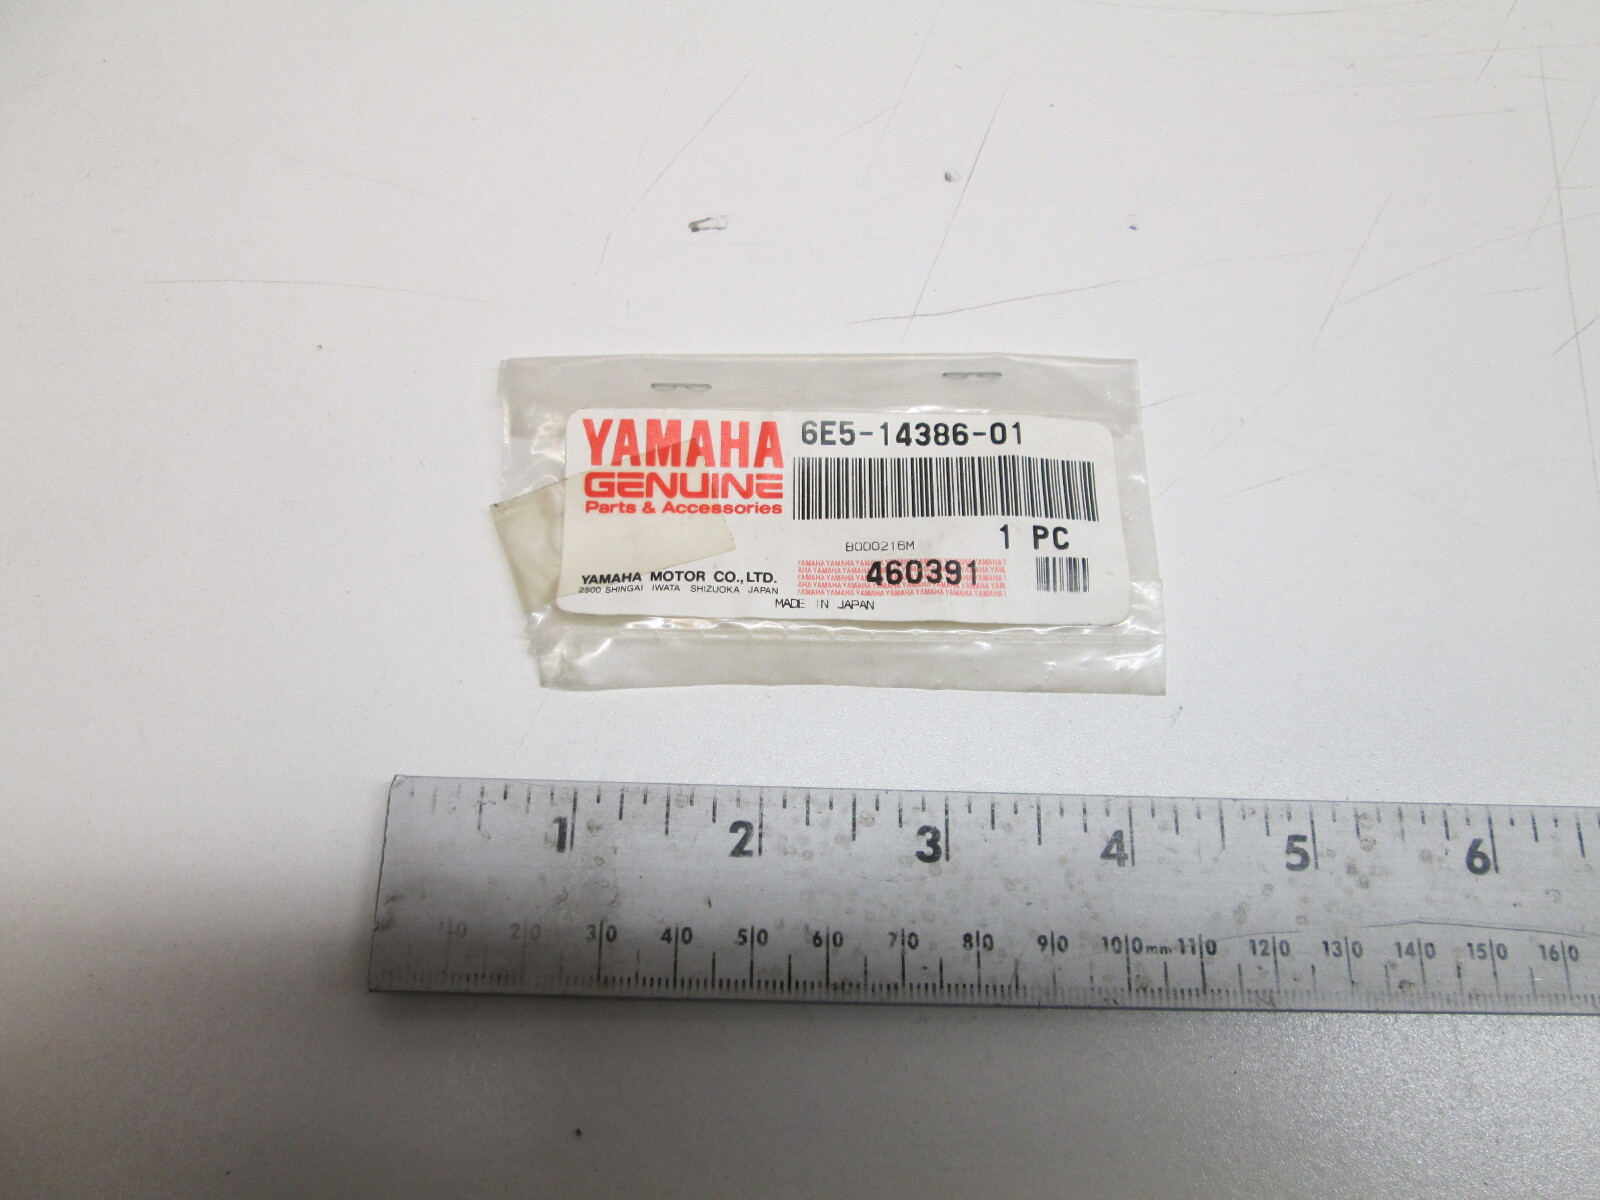 YAMAHA
GENUINE
Parts & Accessories
6E5-14386-01
B000216M
1 PC
YAMAHA MOTOR CO.,LTD.
2500 SHINGAI IWATA SHIZUOKA JAPAN
460391
MADE IN JAPAN
1 2 3 4 5 6
10 20 30 40 50 60 70 80 90 100mm 110 120 130 140 150 160